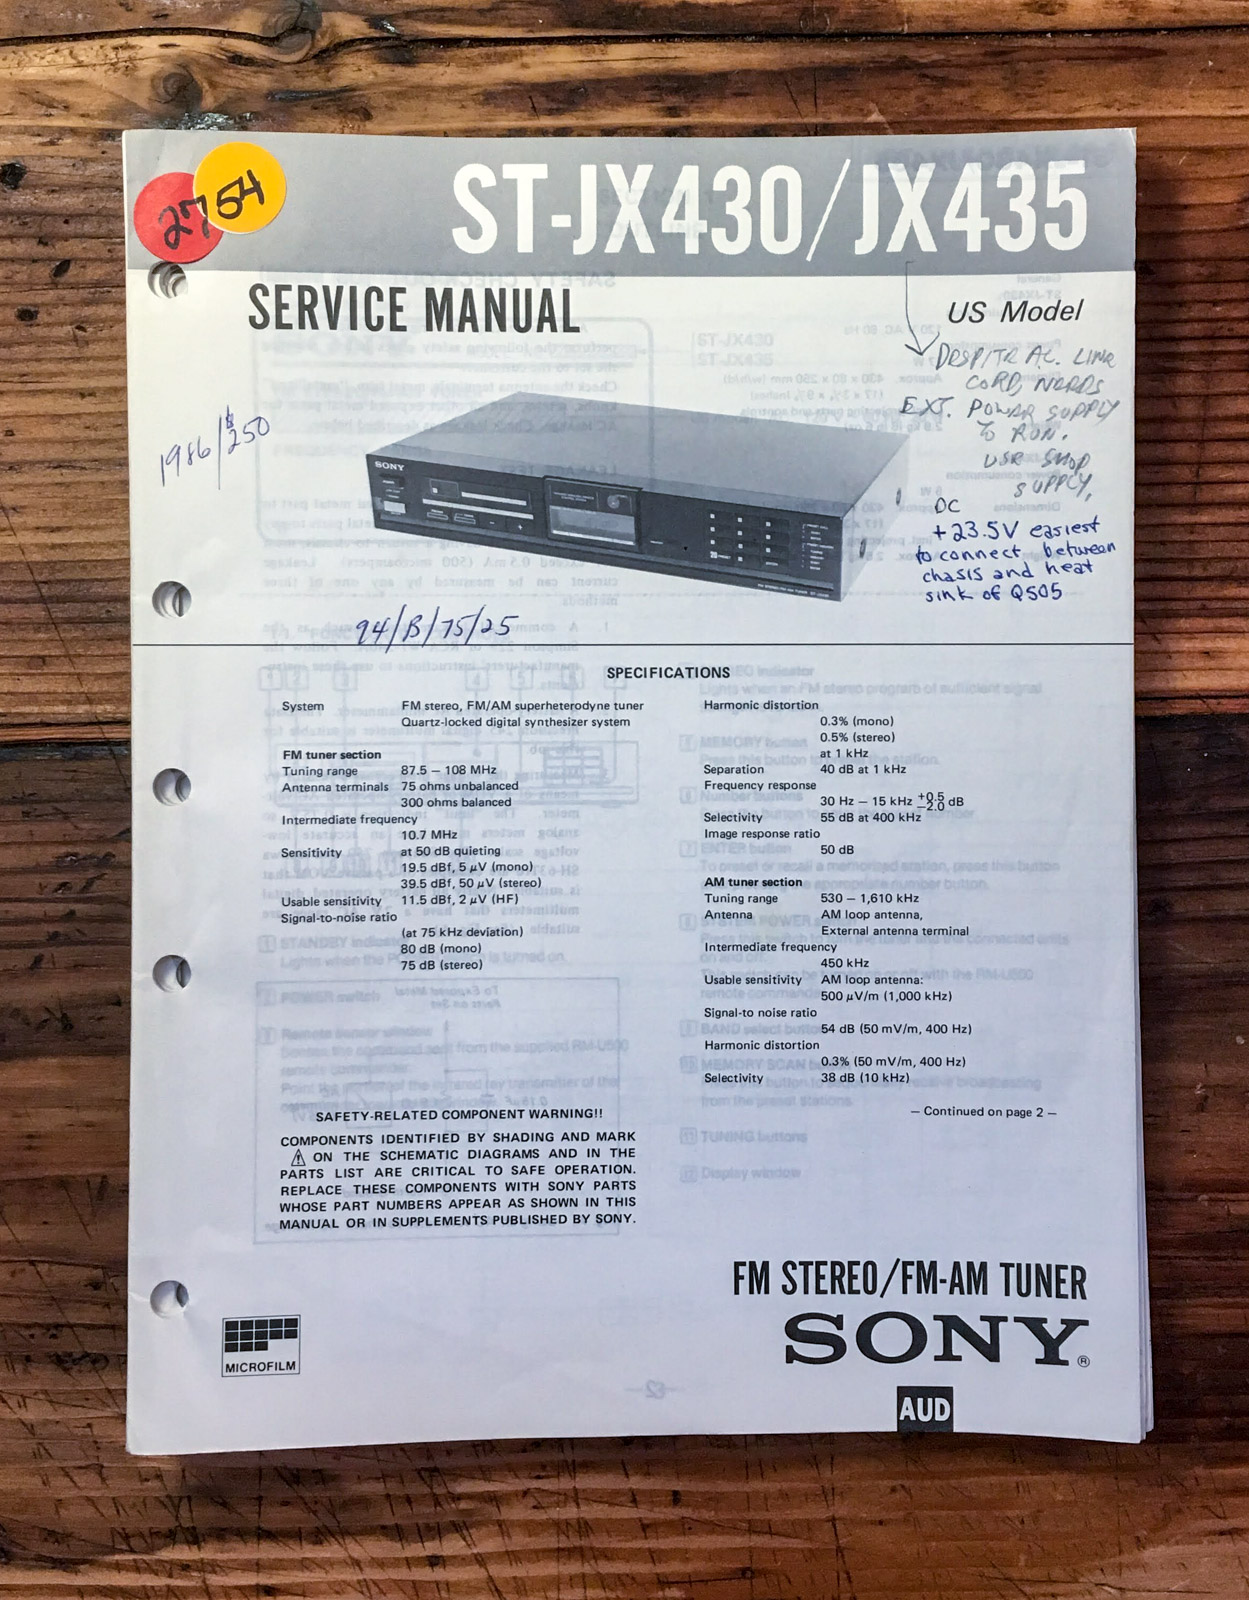 2754
ST-JX430/JX435
SERVICE MANUAL
US Model
DESPITE AC. LINE
CORD, NEEDS
EXT. POWER SUPPLY
TO RUN.
USE SHOP
SUPPLY,
DC
+23.5V easiest
to connect between
chasis and heat
sink of Q505
1986/$250
SONY
94/B/75/25
SPECIFICATIONS
System FM stereo, FM/AM superheterodyne tuner
Quartz-locked digital synthesizer system
FM tuner section
Tuning range 87.5 – 108 MHz
Antenna terminals 75 ohms unbalanced
300 ohms balanced
Intermediate frequency
10.7 MHz
Sensitivity at 50 dB quieting
19.5 dBf, 5 µV (mono)
39.5 dBf, 50 µV (stereo)
Usable sensitivity 11.5 dBf, 2 µV (HF)
Signal-to-noise ratio
(at 75 kHz deviation)
80 dB (mono)
75 dB (stereo)
Harmonic distortion
0.3% (mono)
0.5% (stereo)
at 1 kHz
Separation 40 dB at 1 kHz
Frequency response
30 Hz – 15 kHz +0.5 −2.0 dB
Selectivity 55 dB at 400 kHz
Image response ratio
50 dB
AM tuner section
Tuning range 530 – 1,610 kHz
Antenna AM loop antenna,
External antenna terminal
Intermediate frequency
450 kHz
Usable sensitivity AM loop antenna:
500 µV/m (1,000 kHz)
Signal-to noise ratio
54 dB (50 mV/m, 400 Hz)
Harmonic distortion
0.3% (50 mV/m, 400 Hz)
Selectivity 38 dB (10 kHz)
– Continued on page 2 –
SAFETY-RELATED COMPONENT WARNING!!
COMPONENTS IDENTIFIED BY SHADING AND MARK
⚠ ON THE SCHEMATIC DIAGRAMS AND IN THE
PARTS LIST ARE CRITICAL TO SAFE OPERATION.
REPLACE THESE COMPONENTS WITH SONY PARTS
WHOSE PART NUMBERS APPEAR AS SHOWN IN THIS
MANUAL OR IN SUPPLEMENTS PUBLISHED BY SONY.
FM STEREO/FM-AM TUNER
SONY®
MICROFILM
AUD